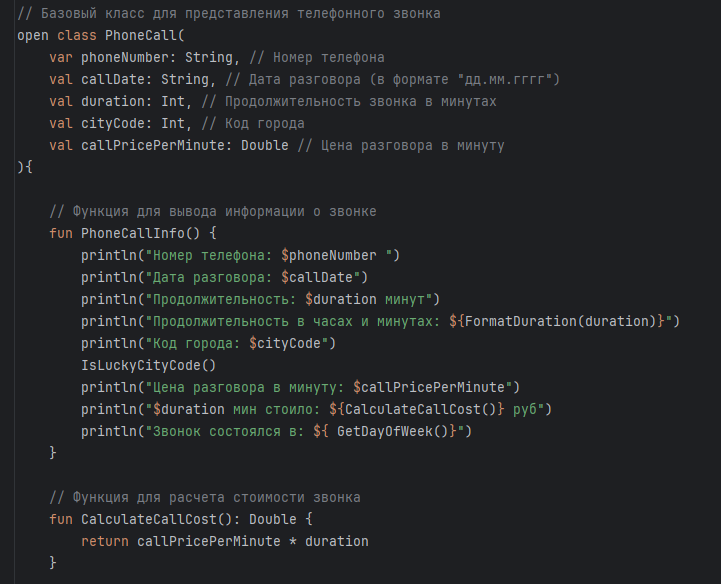 // Базовый класс для представления телефонного звонка
open class PhoneCall(
    var phoneNumber: String, // Номер телефона
    val callDate: String, // Дата разговора (в формате "дд.мм.гггг")
    val duration: Int, // Продолжительность звонка в минутах
    val cityCode: Int, // Код города
    val callPricePerMinute: Double // Цена разговора в минуту
){
    // Функция для вывода информации о звонке
    fun PhoneCallInfo() {
        println("Номер телефона: $phoneNumber ")
        println("Дата разговора: $callDate")
        println("Продолжительность: $duration минут")
        println("Продолжительность в часах и минутах: ${FormatDuration(duration)}")
        println("Код города: $cityCode")
        IsLuckyCityCode()
        println("Цена разговора в минуту: $callPricePerMinute")
        println("$duration мин стоило: ${CalculateCallCost()} руб")
        println("Звонок состоялся в: ${ GetDayOfWeek()}")
    }
    // Функция для расчета стоимости звонка
    fun CalculateCallCost(): Double {
        return callPricePerMinute * duration
    }